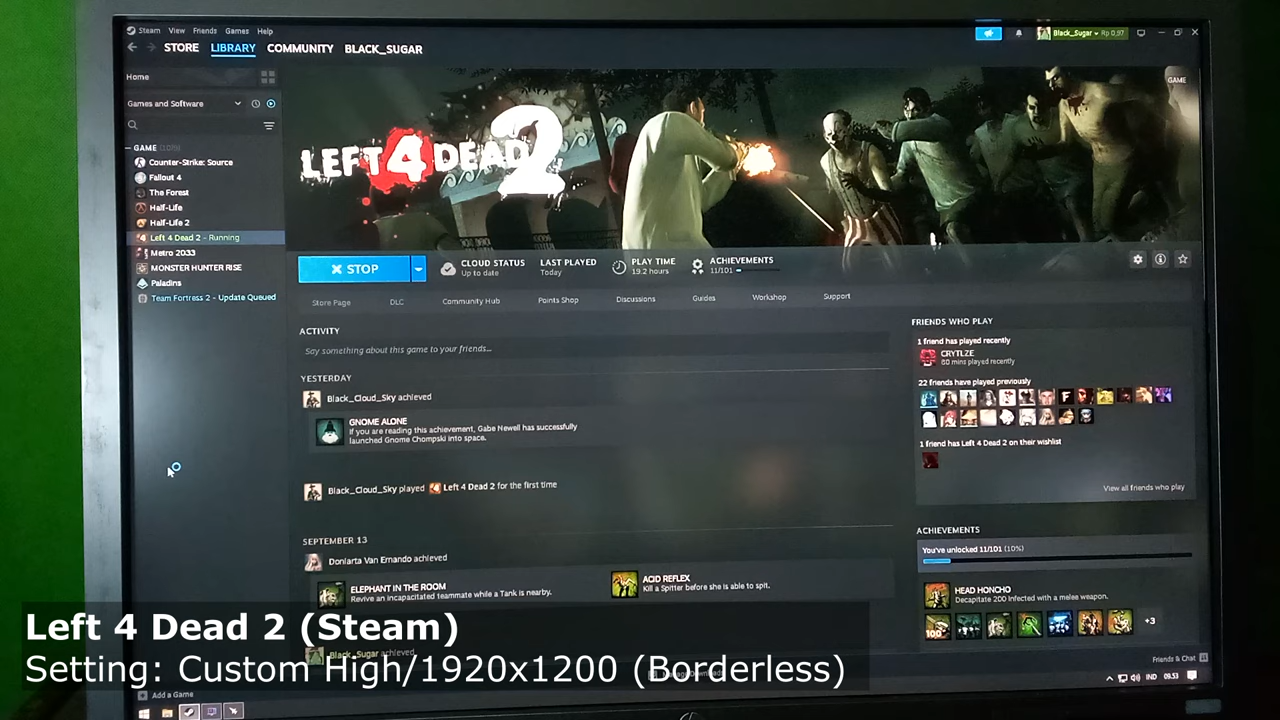 Steam View Friends Games Help
Black_Sugar Rp 0,97
STORE LIBRARY COMMUNITY BLACK_SUGAR
Home
GAME
Games and Software
GAME
Counter-Strike: Source
Fallout 4
The Forest
Half-Life
Half-Life 2
Left 4 Dead 2 - Running
Metro 2033
MONSTER HUNTER RISE
Paladins
Team Fortress 2 - Update Queued
LEFT 4 DEAD 2
STOP
CLOUD STATUS
Up to date
LAST PLAYED
Today
PLAY TIME
19.2 hours
ACHIEVEMENTS
11/101
Store Page DLC Community Hub Points Shop Discussions Guides Workshop Support
ACTIVITY
Say something about this game to your friends...
YESTERDAY
Black_Cloud_Sky achieved
GNOME ALONE
If you are reading this achievement, Gabe Newell has successfully
launched Gnome Chompski into space.
Black_Cloud_Sky played Left 4 Dead 2 for the first time
SEPTEMBER 13
Doniarta Van Ernando achieved
ELEPHANT IN THE ROOM
Revive an incapacitated teammate while a Tank is nearby.
ACID REFLEX
Kill a Spitter before she is able to spit.
Black_Sugar achieved
FRIENDS WHO PLAY
1 friend has played recently
CRYTLZE
80 mins played recently
22 friends have played previously
1 friend has Left 4 Dead 2 on their wishlist
View all friends who play
ACHIEVEMENTS
You've unlocked 11/101 (10%)
HEAD HONCHO
Decapitate 200 Infected with a melee weapon.
100
+3
Friends & Chat
Add a Game
IND 09.53
Left 4 Dead 2 (Steam)
Setting: Custom High/1920x1200 (Borderless)